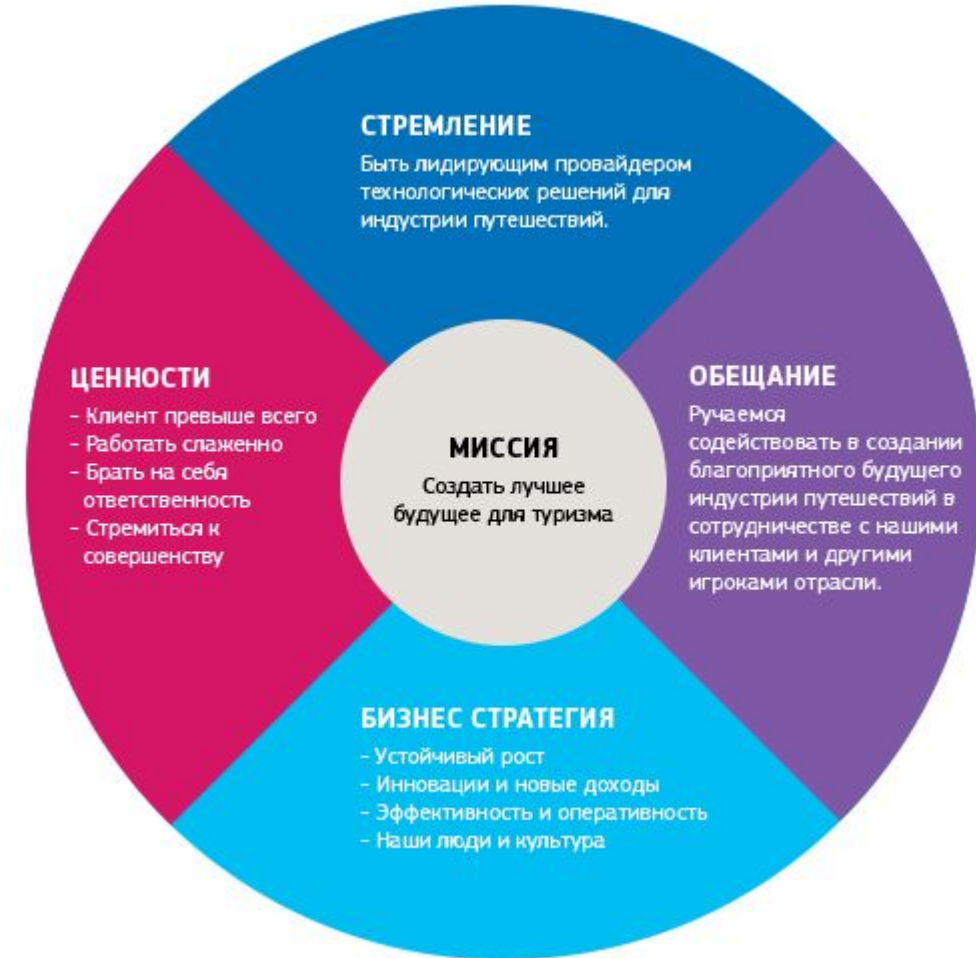 СТРЕМЛЕНИЕ
Быть лидирующим провайдером
технологических решений для
индустрии путешествий.
ЦЕННОСТИ
– Клиент превыше всего
– Работать слаженно
– Брать на себя
ответственность
– Стремиться к
совершенству
МИССИЯ
Создать лучшее
будущее для туризма
ОБЕЩАНИЕ
Ручаемся
содействовать в создании
благоприятного будущего
индустрии путешествий в
сотрудничестве с нашими
клиентами и другими
игроками отрасли.
БИЗНЕС СТРАТЕГИЯ
– Устойчивый рост
– Инновации и новые доходы
– Эффективность и оперативность
– Наши люди и культура